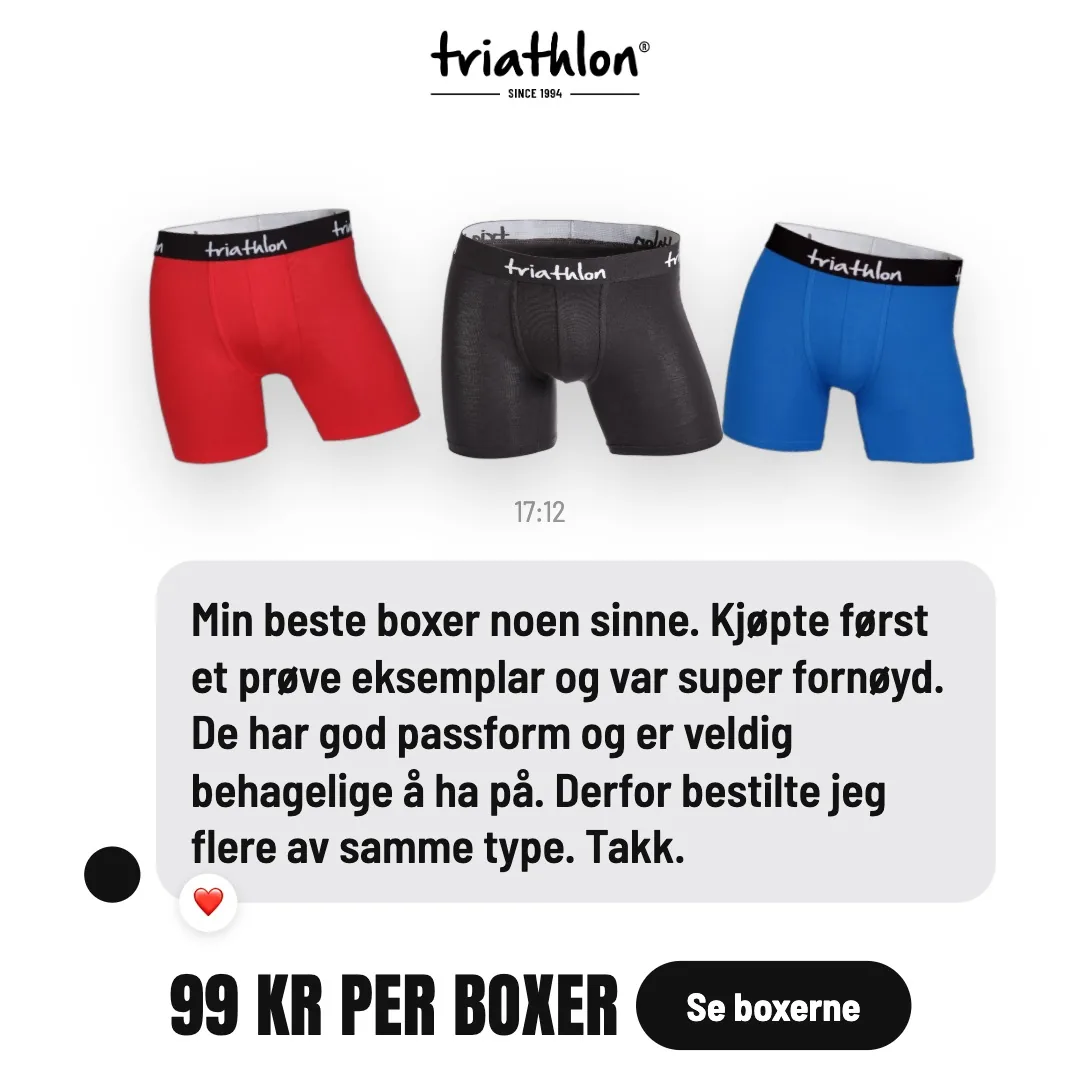 triathlon®
SINCE 1994
triathlon
triathlon
triathlon
17:12
Min beste boxer noen sinne. Kjøpte først
et prøve eksemplar og var super fornøyd.
De har god passform og er veldig
behagelige å ha på. Derfor bestilte jeg
flere av samme type. Takk.
99 KR PER BOXER
Se boxerne